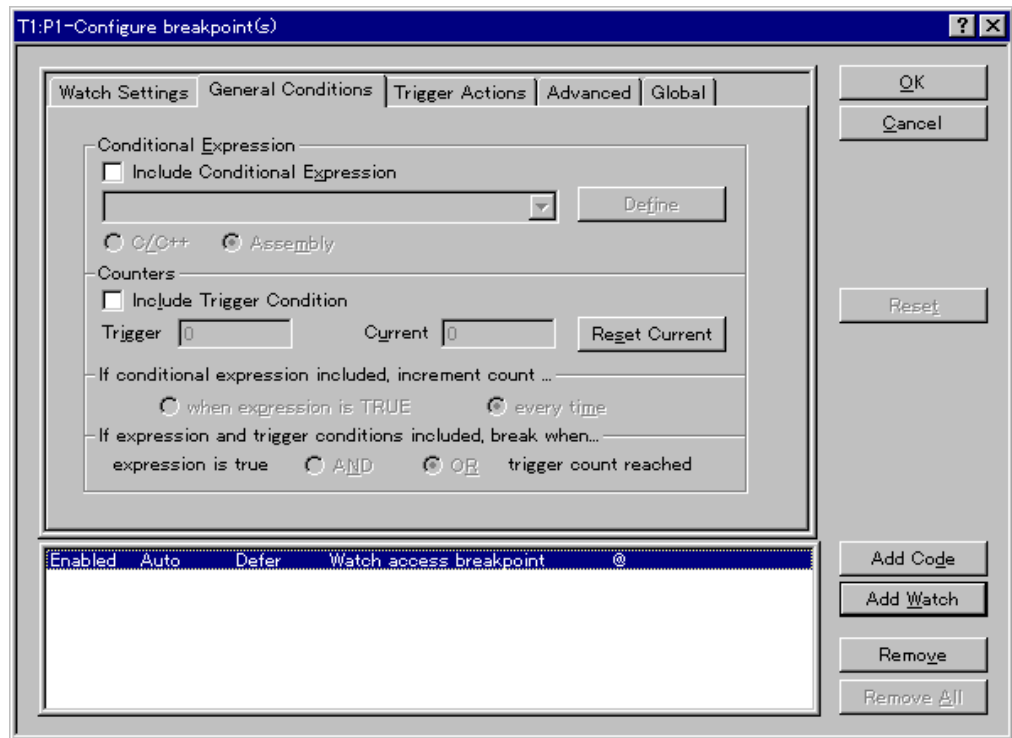 T1:P1-Configure breakpoint(s)
Watch Settings General Conditions Trigger Actions Advanced Global
OK
Cancel
Conditional Expression
Include Conditional Expression
Define
C/C++ Assembly
Counters
Include Trigger Condition
Reset
Trigger 0 Current 0 Reset Current
If conditional expression included, increment count ...
when expression is TRUE every time
If expression and trigger conditions included, break when...
expression is true AND OR trigger count reached
Enabled Auto Defer Watch access breakpoint @
Add Code
Add Watch
Remove
Remove All